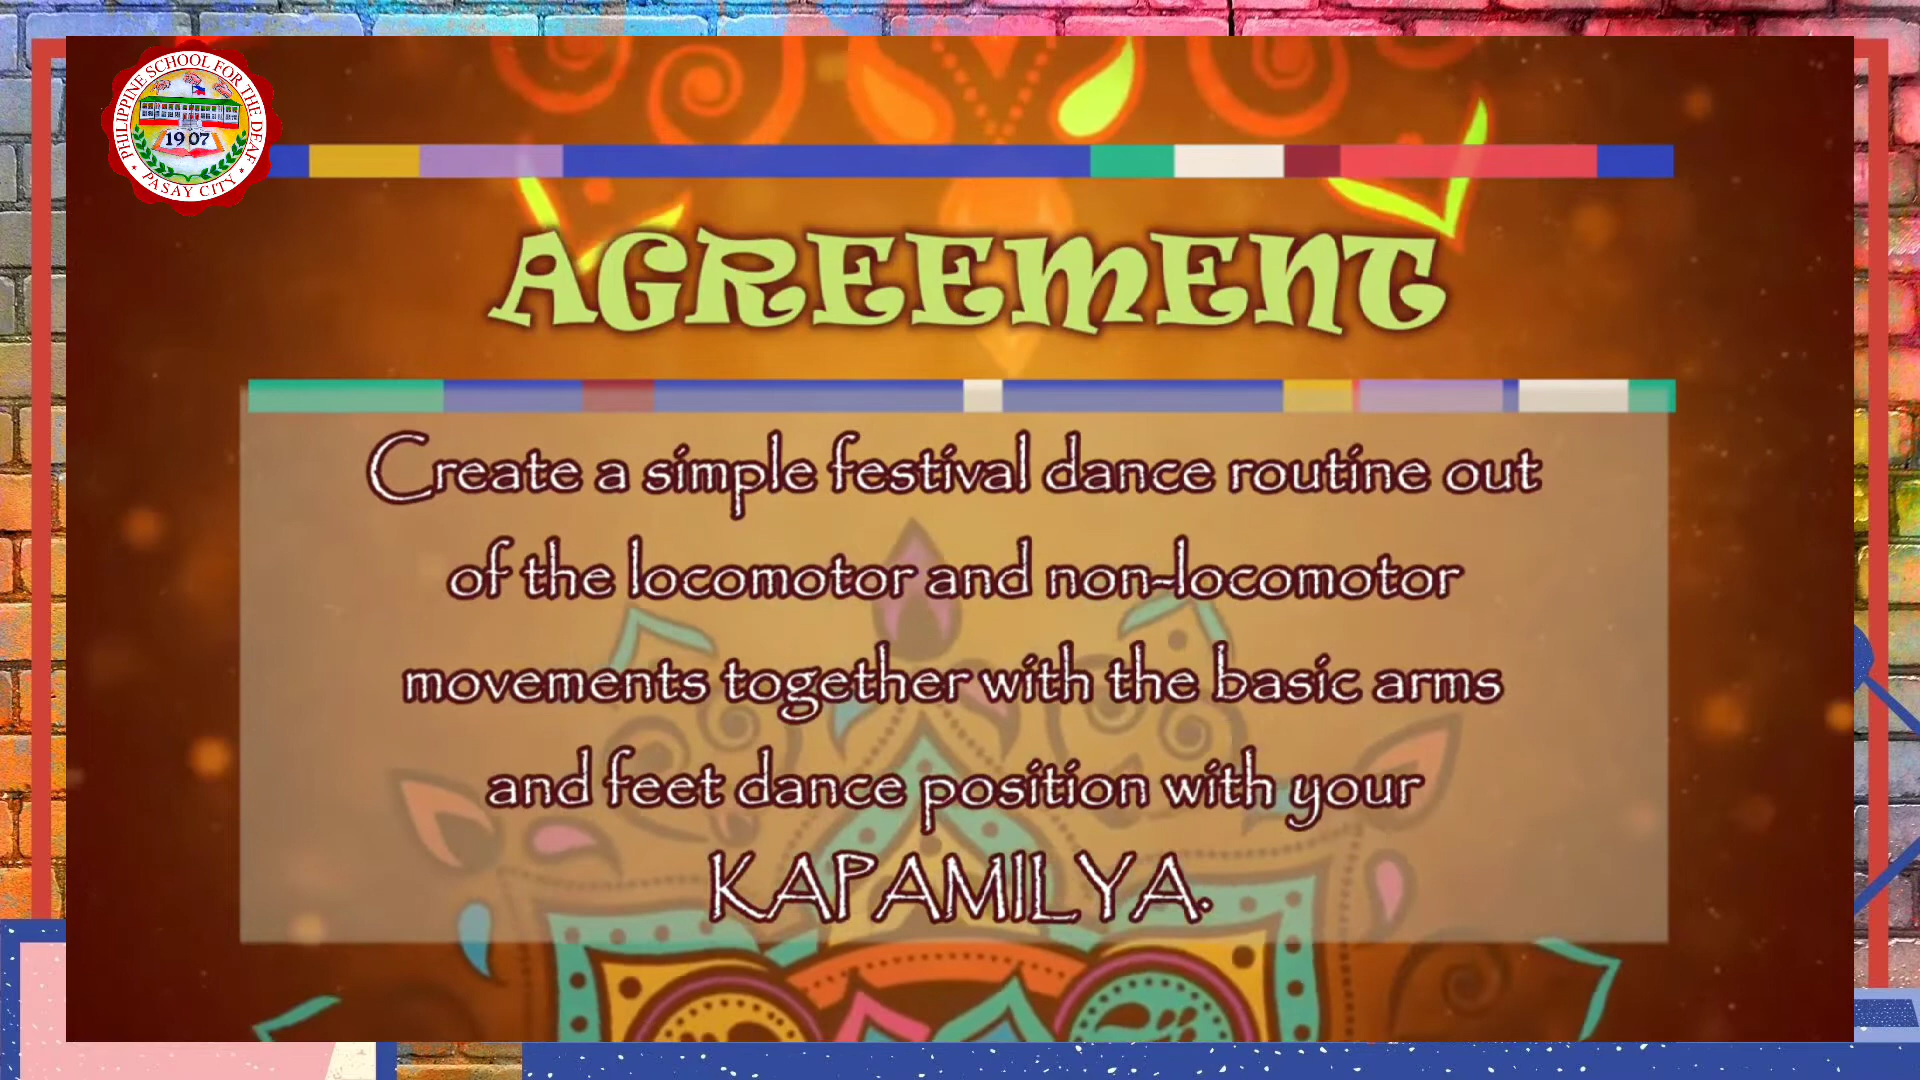 PHILIPPINE SCHOOL FOR THE DEAF
1907
PASAY CITY
AGREEMENT
Create a simple festival dance routine out
of the locomotor and non-locomotor
movements together with the basic arms
and feet dance position with your
KAPAMILYA.